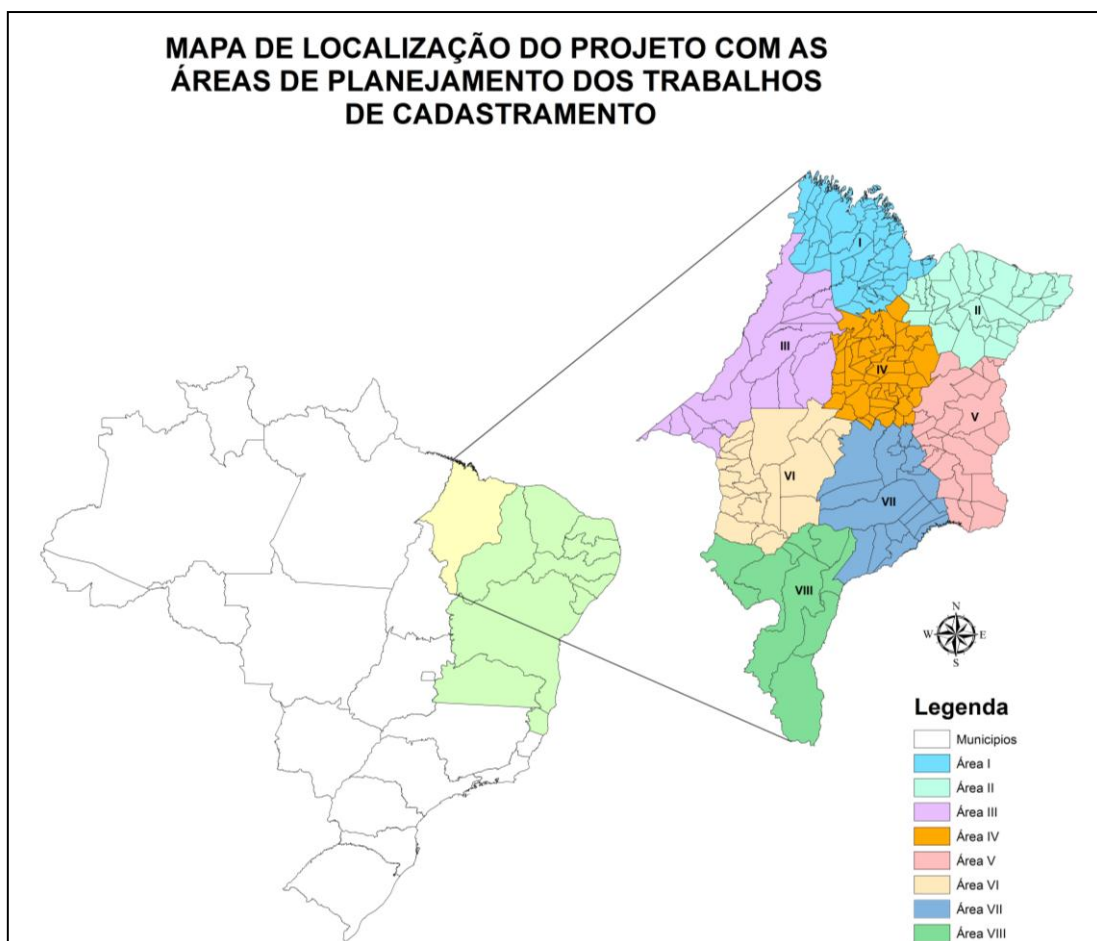 MAPA DE LOCALIZAÇÃO DO PROJETO COM AS
ÁREAS DE PLANEJAMENTO DOS TRABALHOS
DE CADASTRAMENTO
I
II
III
IV
V
VI
VII
VIII
N
W E
S
Legenda
Municipios
Área I
Área II
Área III
Área IV
Área V
Área VI
Área VII
Área VIII